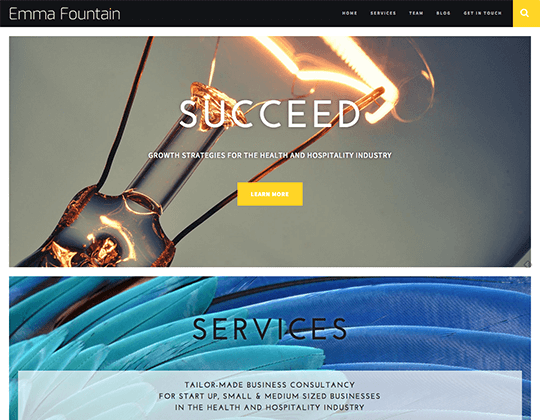 Emma Fountain
HOME SERVICES TEAM BLOG GET IN TOUCH
SUCCEED
GROWTH STRATEGIES FOR THE HEALTH AND HOSPITALITY INDUSTRY
LEARN MORE
SERVICES
TAILOR-MADE BUSINESS CONSULTANCY
FOR START UP, SMALL & MEDIUM SIZED BUSINESSES
IN THE HEALTH AND HOSPITALITY INDUSTRY